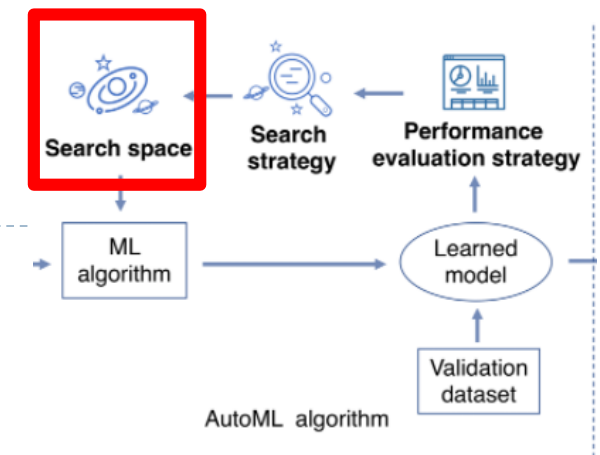 Search space
Search
strategy
Performance
evaluation strategy
ML
algorithm
Learned
model
Validation
dataset
AutoML algorithm